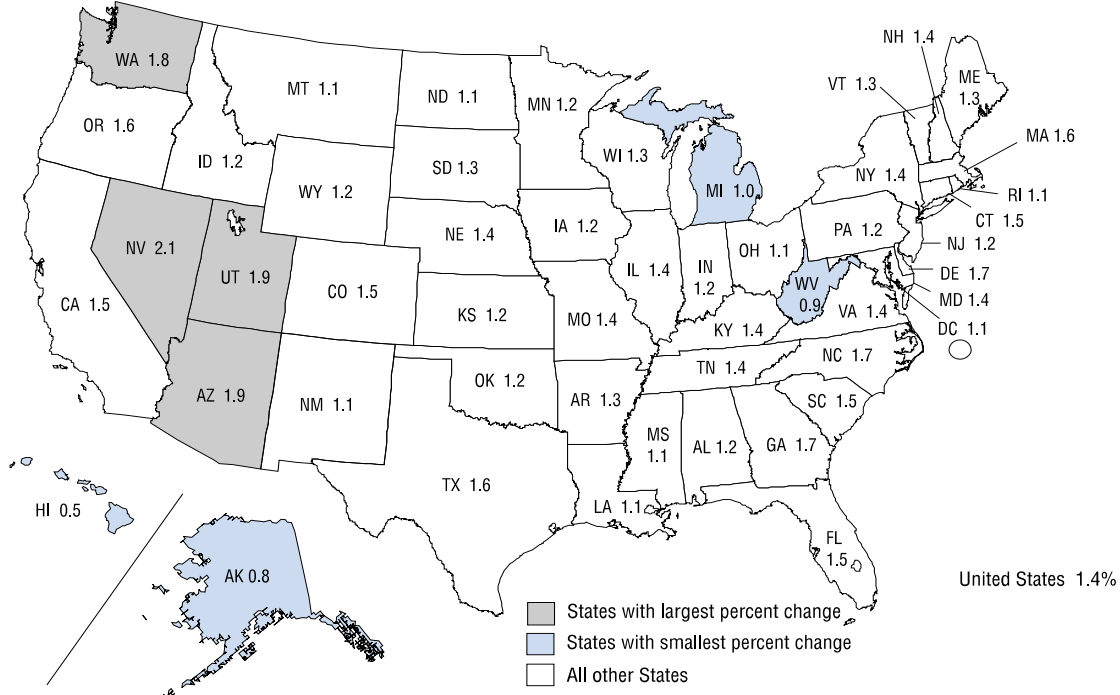 NH 1.4
WA 1.8
VT 1.3
ME
1.3
MT 1.1
ND 1.1
MN 1.2
OR 1.6
MA 1.6
ID 1.2
WI 1.3
SD 1.3
NY 1.4
WY 1.2
MI 1.0
RI 1.1
CT 1.5
IA 1.2
NE 1.4
PA 1.2
NJ 1.2
NV 2.1
OH 1.1
UT 1.9
IL 1.4
IN
1.2
DE 1.7
CO 1.5
WV
0.9
MD 1.4
CA 1.5
KS 1.2
MO 1.4
VA 1.4
KY 1.4
DC 1.1
NC 1.7
TN 1.4
OK 1.2
AZ 1.9
NM 1.1
AR 1.3
SC 1.5
MS
1.1
AL 1.2
GA 1.7
TX 1.6
LA 1.1
HI 0.5
FL
1.5
AK 0.8
United States 1.4%
States with largest percent change
States with smallest percent change
All other States